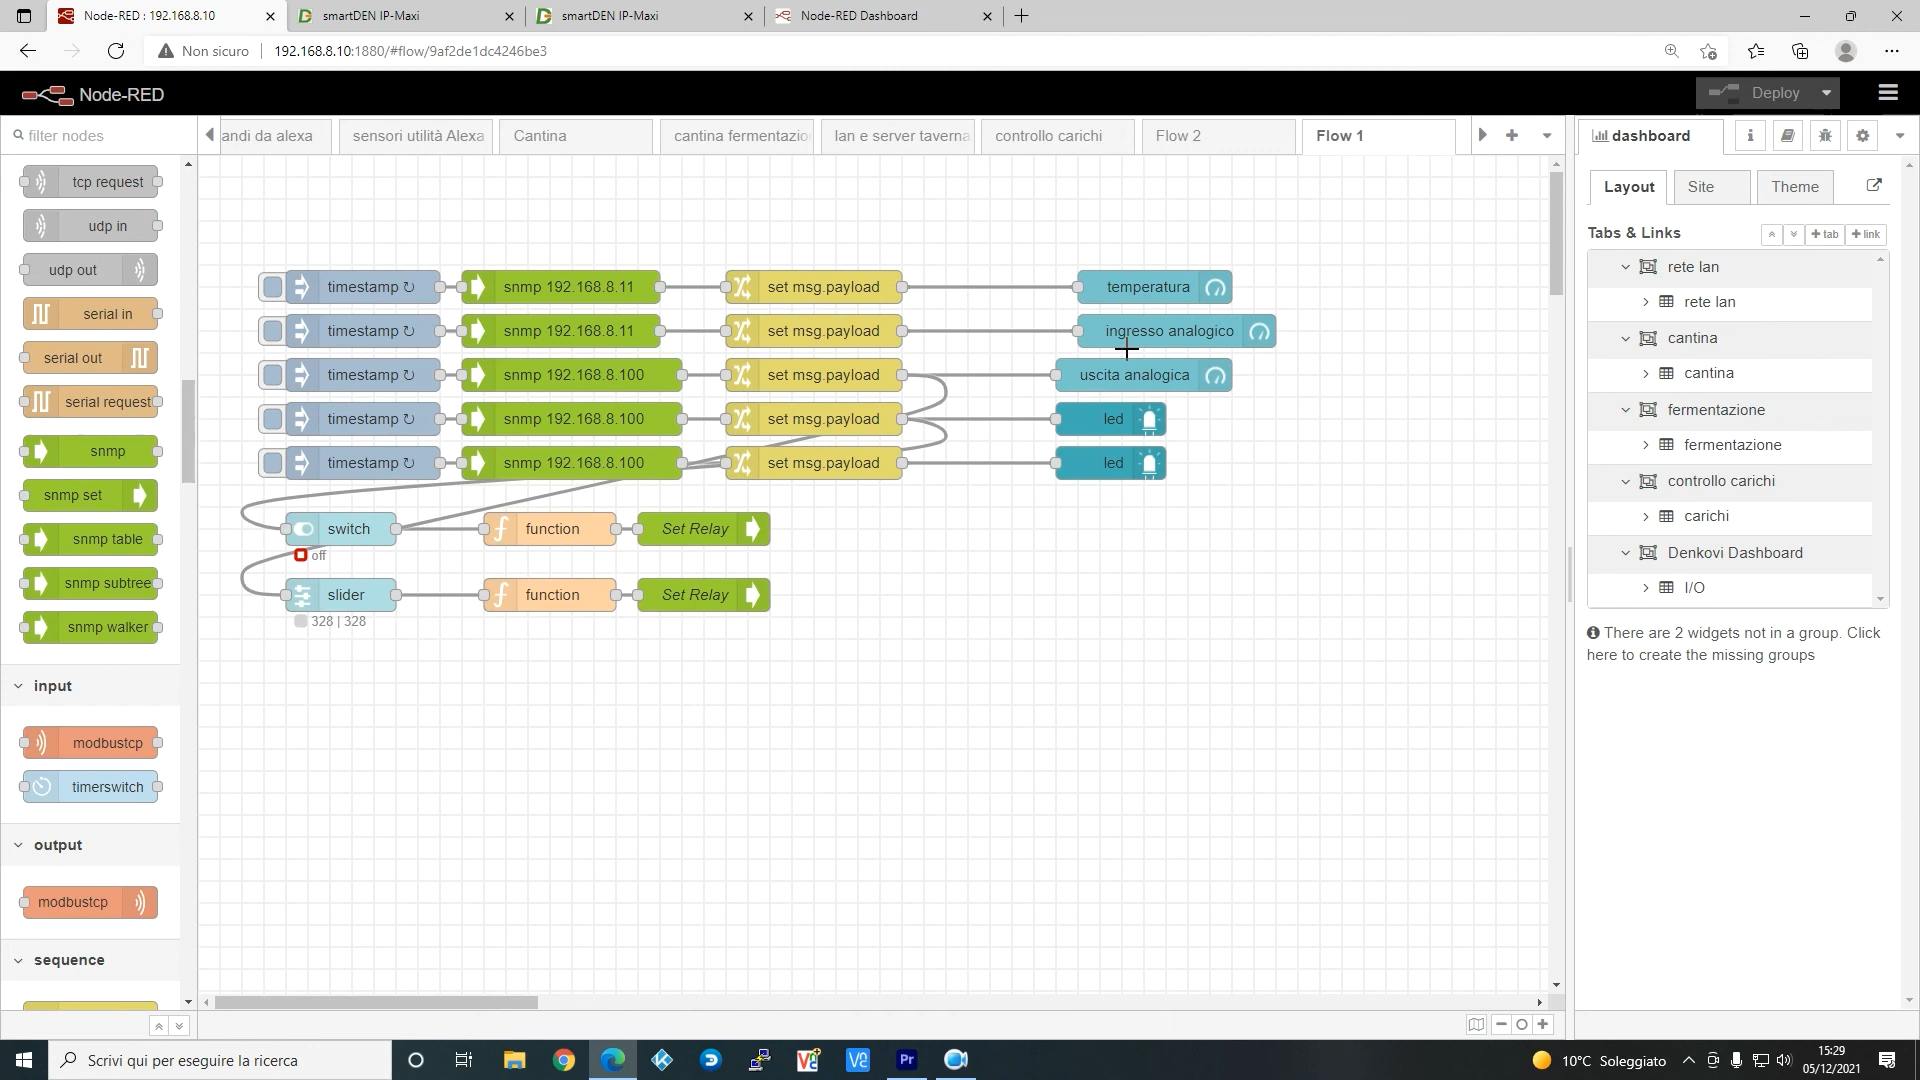 Node-RED : 192.168.8.10
smartDEN IP-Maxi
smartDEN IP-Maxi
Node-RED Dashboard
Non sicuro
192.168.8.10:1880/#flow/9af2de1dc4246be3
Node-RED
Deploy
filter nodes
andi da alexa
sensori utilità Alexa
Cantina
cantina fermentazio
lan e server taverna
controllo carichi
Flow 2
Flow 1
dashboard
tcp request
udp in
udp out
serial in
serial out
serial request
snmp
snmp set
snmp table
snmp subtree
snmp walker
input
modbustcp
timerswitch
output
modbustcp
sequence
timestamp ↻
snmp 192.168.8.11
set msg.payload
temperatura
timestamp ↻
snmp 192.168.8.11
set msg.payload
ingresso analogico
timestamp ↻
snmp 192.168.8.100
set msg.payload
uscita analogica
timestamp ↻
snmp 192.168.8.100
set msg.payload
led
timestamp ↻
snmp 192.168.8.100
set msg.payload
led
switch
function
Set Relay
off
slider
function
Set Relay
328 | 328
Layout
Site
Theme
Tabs & Links
+ tab
+ link
rete lan
rete lan
cantina
cantina
fermentazione
fermentazione
controllo carichi
carichi
Denkovi Dashboard
I/O
There are 2 widgets not in a group. Click
here to create the missing groups
Scrivi qui per eseguire la ricerca
Pr
10°C Soleggiato
15:29
05/12/2021